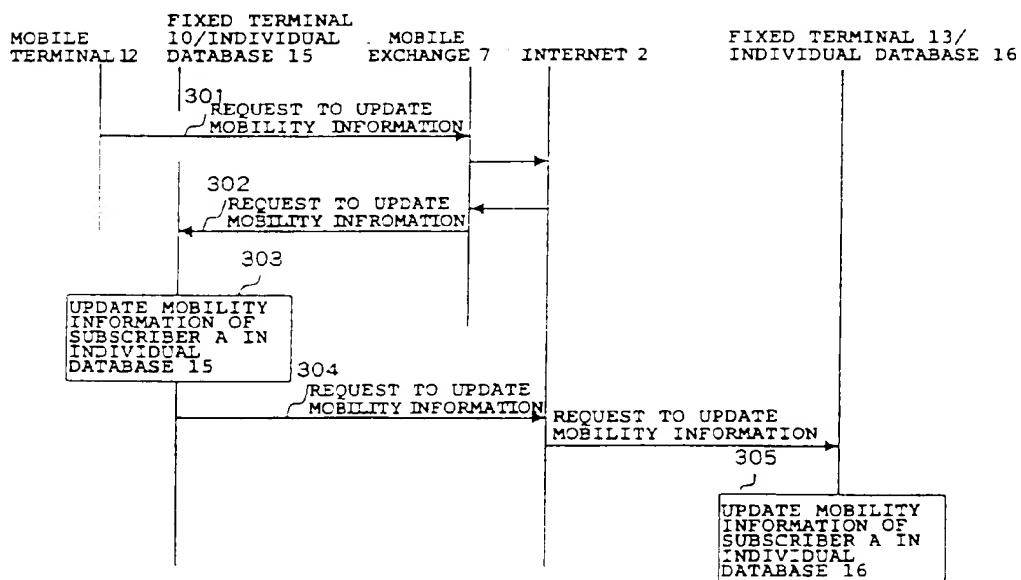 MOBILE
TERMINAL 12
FIXED TERMINAL
10/INDIVIDUAL
DATABASE 15
MOBILE
EXCHANGE 7
INTERNET 2
FIXED TERMINAL 13/
INDIVIDUAL DATABASE 16
301
REQUEST TO UPDATE
MOBILITY INFORMATION
302
REQUEST TO UPDATE
MOBILITY INFROMATION
303
UPDATE MOBILITY
INFORMATION OF
SUBSCRIBER A IN
INDIVIDUAL
DATABASE 15
304
REQUEST TO UPDATE
MOBILITY INFORMATION
REQUEST TO UPDATE
MOBILITY INFORMATION
305
UPDATE MOBILITY
INFORMATION OF
SUBSCRIBER A IN
INDIVIDUAL
DATABASE 16